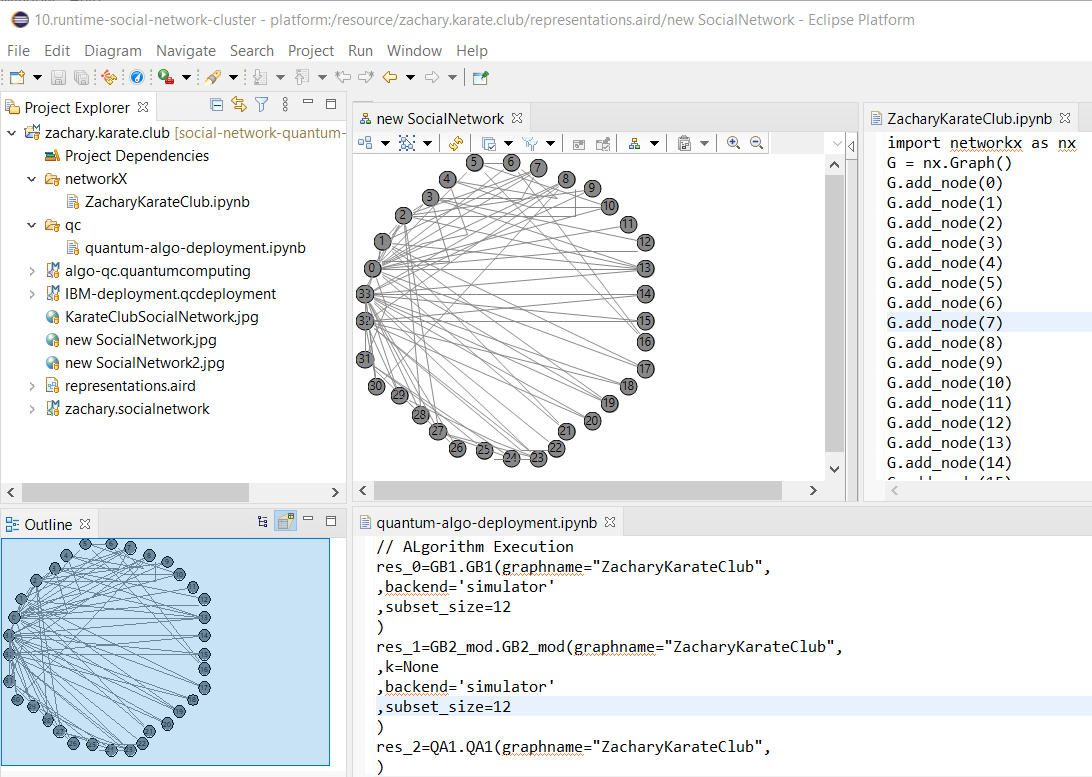 10.runtime-social-network-cluster - platform:/resource/zachary.karate.club/representations.aird/new SocialNetwork - Eclipse Platform
File Edit Diagram Navigate Search Project Run Window Help
Project Explorer
zachary.karate.club [social-network-quantum-
Project Dependencies
networkX
ZacharyKarateClub.ipynb
qc
quantum-algo-deployment.ipynb
algo-qc.quantumcomputing
IBM-deployment.qcdeployment
KarateClubSocialNetwork.jpg
new SocialNetwork.jpg
new SocialNetwork2.jpg
representations.aird
zachary.socialnetwork
new SocialNetwork
5
6
7
4
8
3
9
2
10
11
1
12
0
13
33
14
32
15
16
31
17
30
18
29
19
28
20
27
21
26
25
24
23
22
ZacharyKarateClub.ipynb
import networkx as nx
G = nx.Graph()
G.add_node(0)
G.add_node(1)
G.add_node(2)
G.add_node(3)
G.add_node(4)
G.add_node(5)
G.add_node(6)
G.add_node(7)
G.add_node(8)
G.add_node(9)
G.add_node(10)
G.add_node(11)
G.add_node(12)
G.add_node(13)
G.add_node(14)
Outline
quantum-algo-deployment.ipynb
// ALgorithm Execution
res_0=GB1.GB1(graphname="ZacharyKarateClub",
,backend='simulator'
,subset_size=12
)
res_1=GB2_mod.GB2_mod(graphname="ZacharyKarateClub",
,k=None
,backend='simulator'
,subset_size=12
)
res_2=QA1.QA1(graphname="ZacharyKarateClub",
)